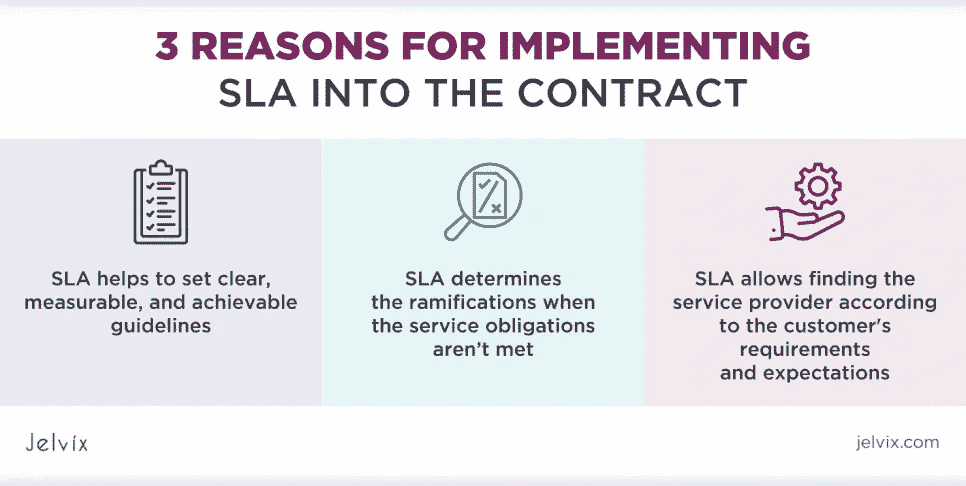 3 REASONS FOR IMPLEMENTING
SLA INTO THE CONTRACT
SLA helps to set clear,
measurable, and achievable
guidelines
SLA determines
the ramifications when
the service obligations
aren't met
SLA allows finding the
service provider according
to the customer's
requirements
and expectations
Jelvix
jelvix.com